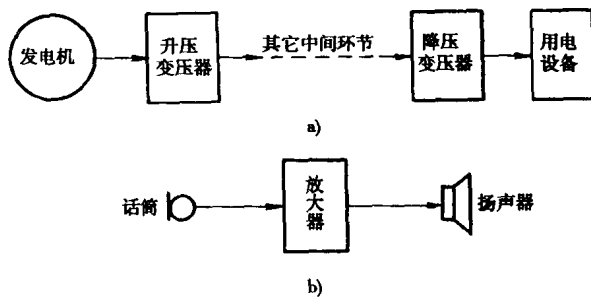 发电机
升压
变压器
其它中间环节
降压
变压器
用电
设备
a)
话筒
放
大
器
扬声器
b)